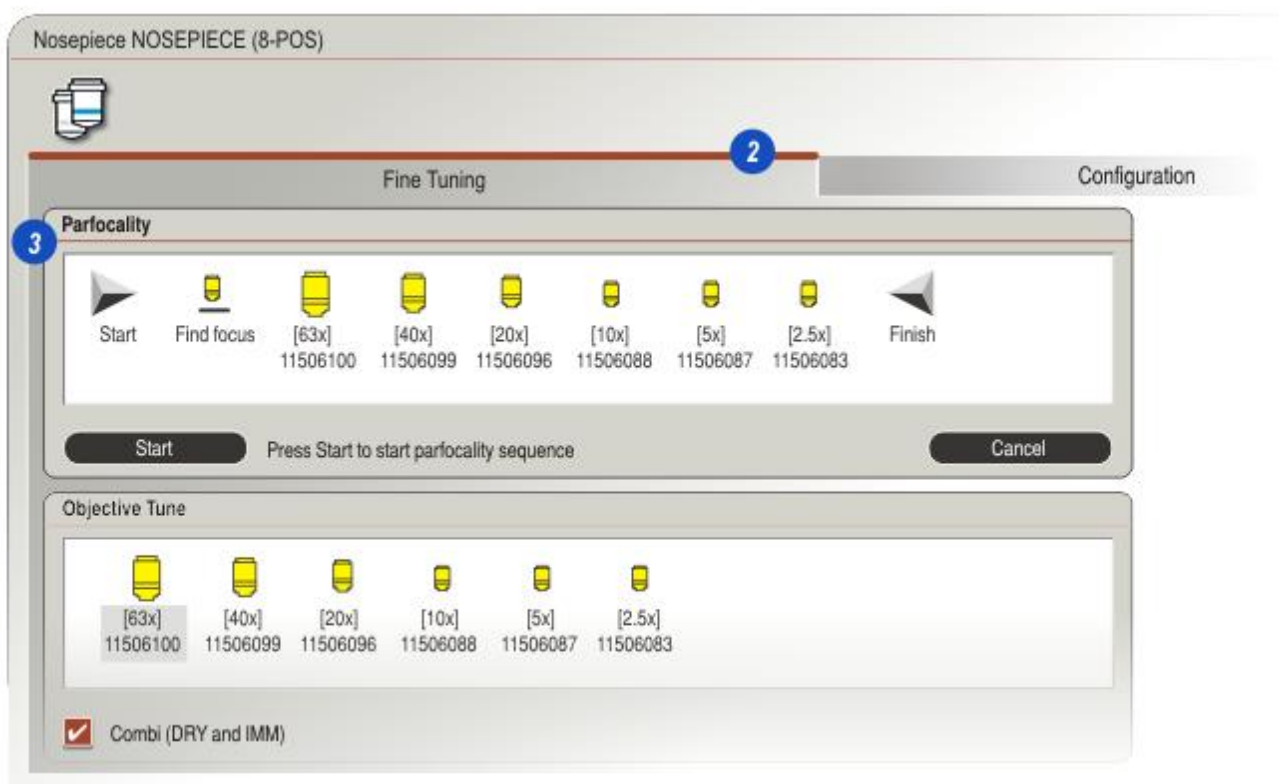 Nosepiece NOSEPIECE (8-POS)
2
Fine Tuning
Configuration
Parfocality
3
Start
Find focus
[63x]
11506100
[40x]
11506099
[20x]
11506096
[10x]
11506088
[5x]
11506087
[2.5x]
11506083
Finish
Start
Press Start to start parfocality sequence
Cancel
Objective Tune
[63x]
11506100
[40x]
11506099
[20x]
11506096
[10x]
11506088
[5x]
11506087
[2.5x]
11506083
Combi (DRY and IMM)